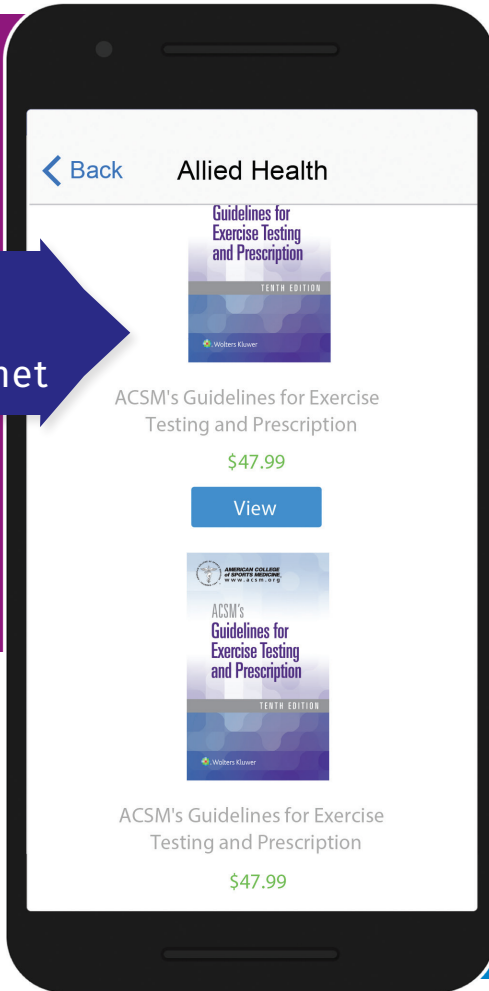 Back
Allied Health
Guidelines for
Exercise Testing
and Prescription
TENTH EDITION
Wolters Kluwer
net
ACSM's Guidelines for Exercise
Testing and Prescription
$47.99
View
AMERICAN COLLEGE
of SPORTS MEDICINE
www.acsm.org
ACSM's
Guidelines for
Exercise Testing
and Prescription
TENTH EDITION
Wolters Kluwer
ACSM's Guidelines for Exercise
Testing and Prescription
$47.99